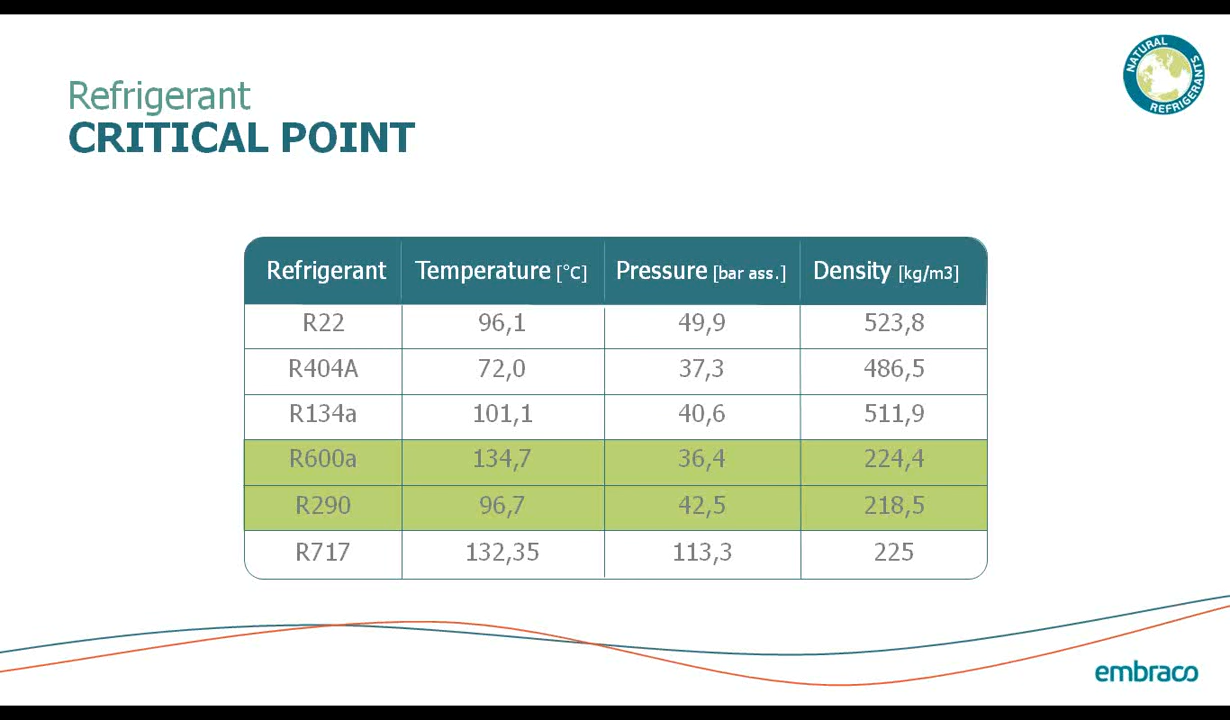 NATURAL
REFRIGERANTS
Refrigerant
CRITICAL POINT
Refrigerant Temperature [°C] Pressure [bar ass.] Density [kg/m3]
R22 96,1 49,9 523,8
R404A 72,0 37,3 486,5
R134a 101,1 40,6 511,9
R600a 134,7 36,4 224,4
R290 96,7 42,5 218,5
R717 132,35 113,3 225
embraco